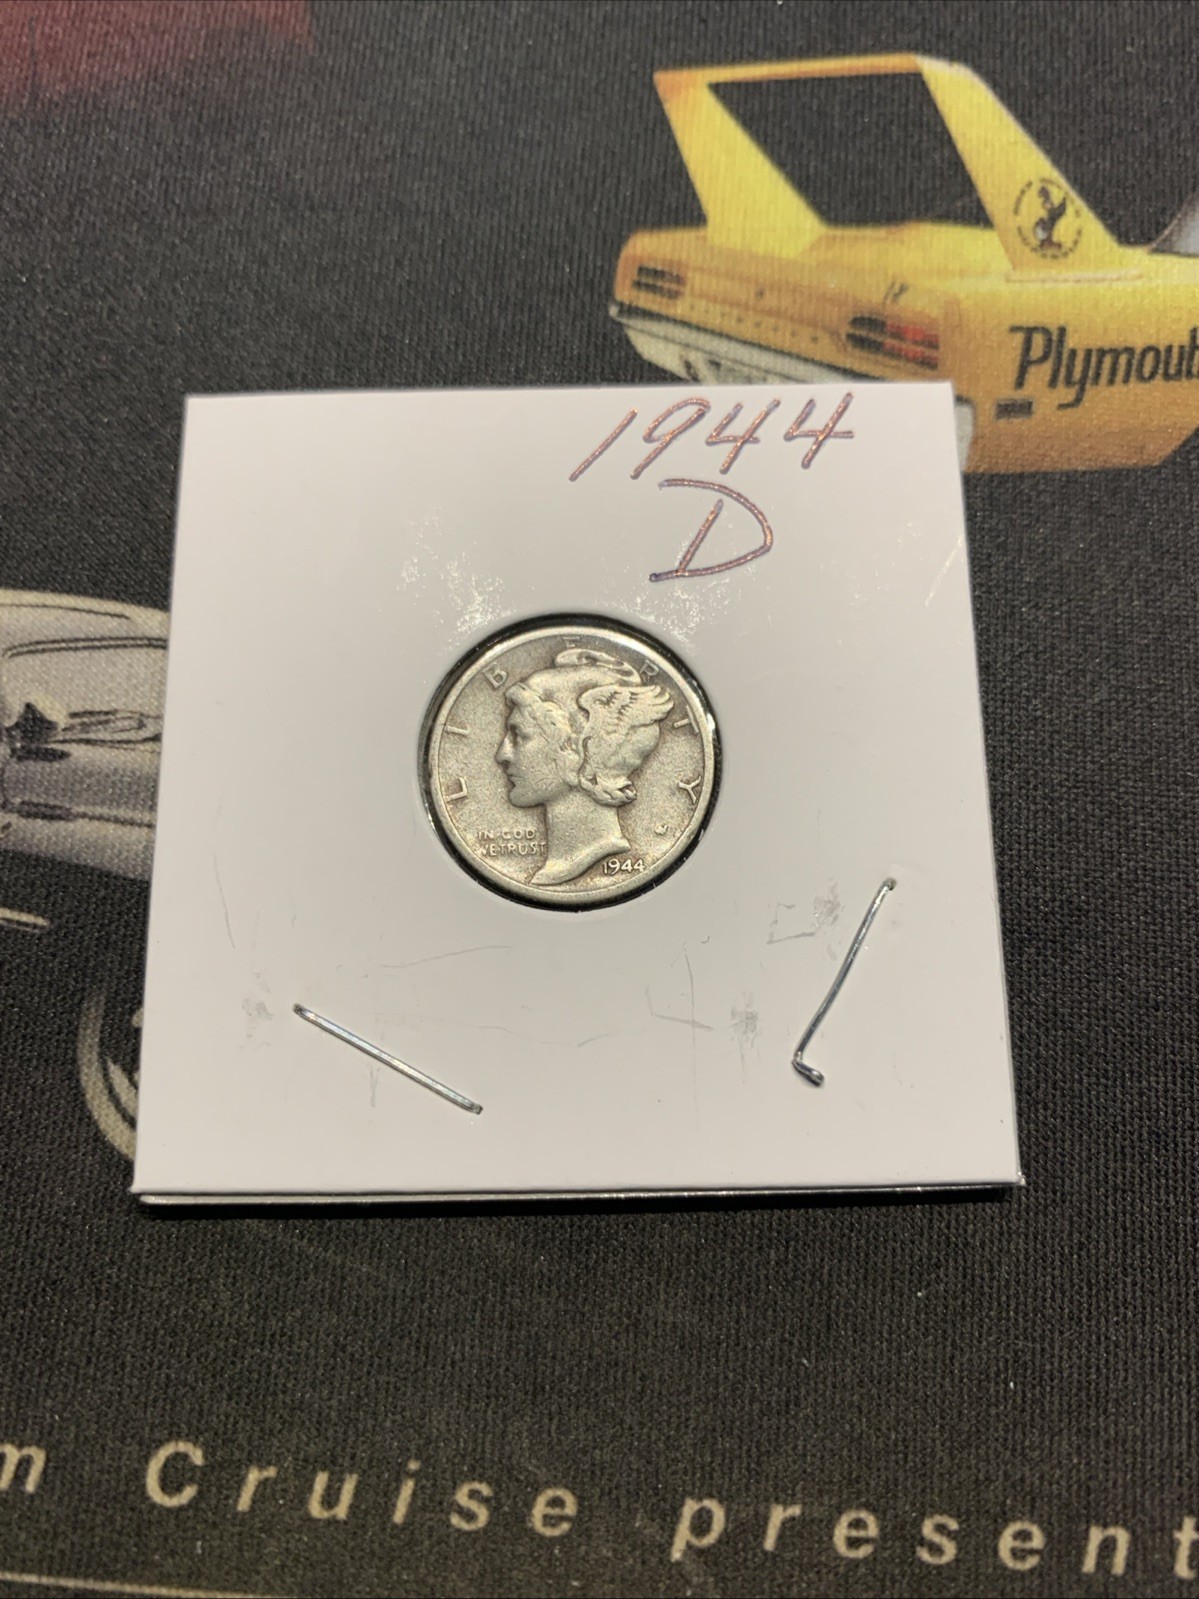 Plymout
1944
D
LIBERTY
IN GOD
WE TRUST
1944
m Cruise present